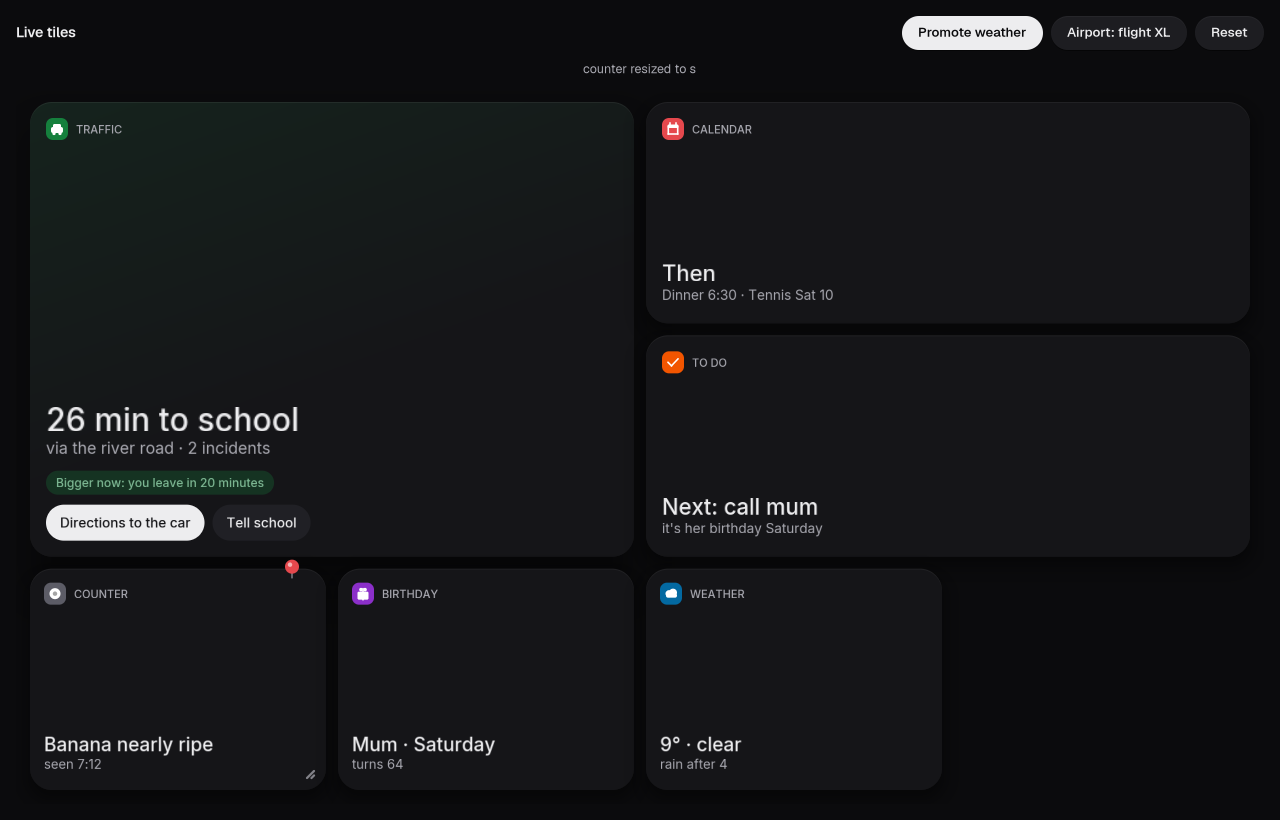 Live tiles
Promote weather
Airport: flight XL
Reset
counter resized to s
TRAFFIC
26 min to school
via the river road · 2 incidents
Bigger now: you leave in 20 minutes
Directions to the car
Tell school
CALENDAR
Then
Dinner 6:30 · Tennis Sat 10
TO DO
Next: call mum
it's her birthday Saturday
COUNTER
Banana nearly ripe
seen 7:12
BIRTHDAY
Mum · Saturday
turns 64
WEATHER
9° · clear
rain after 4